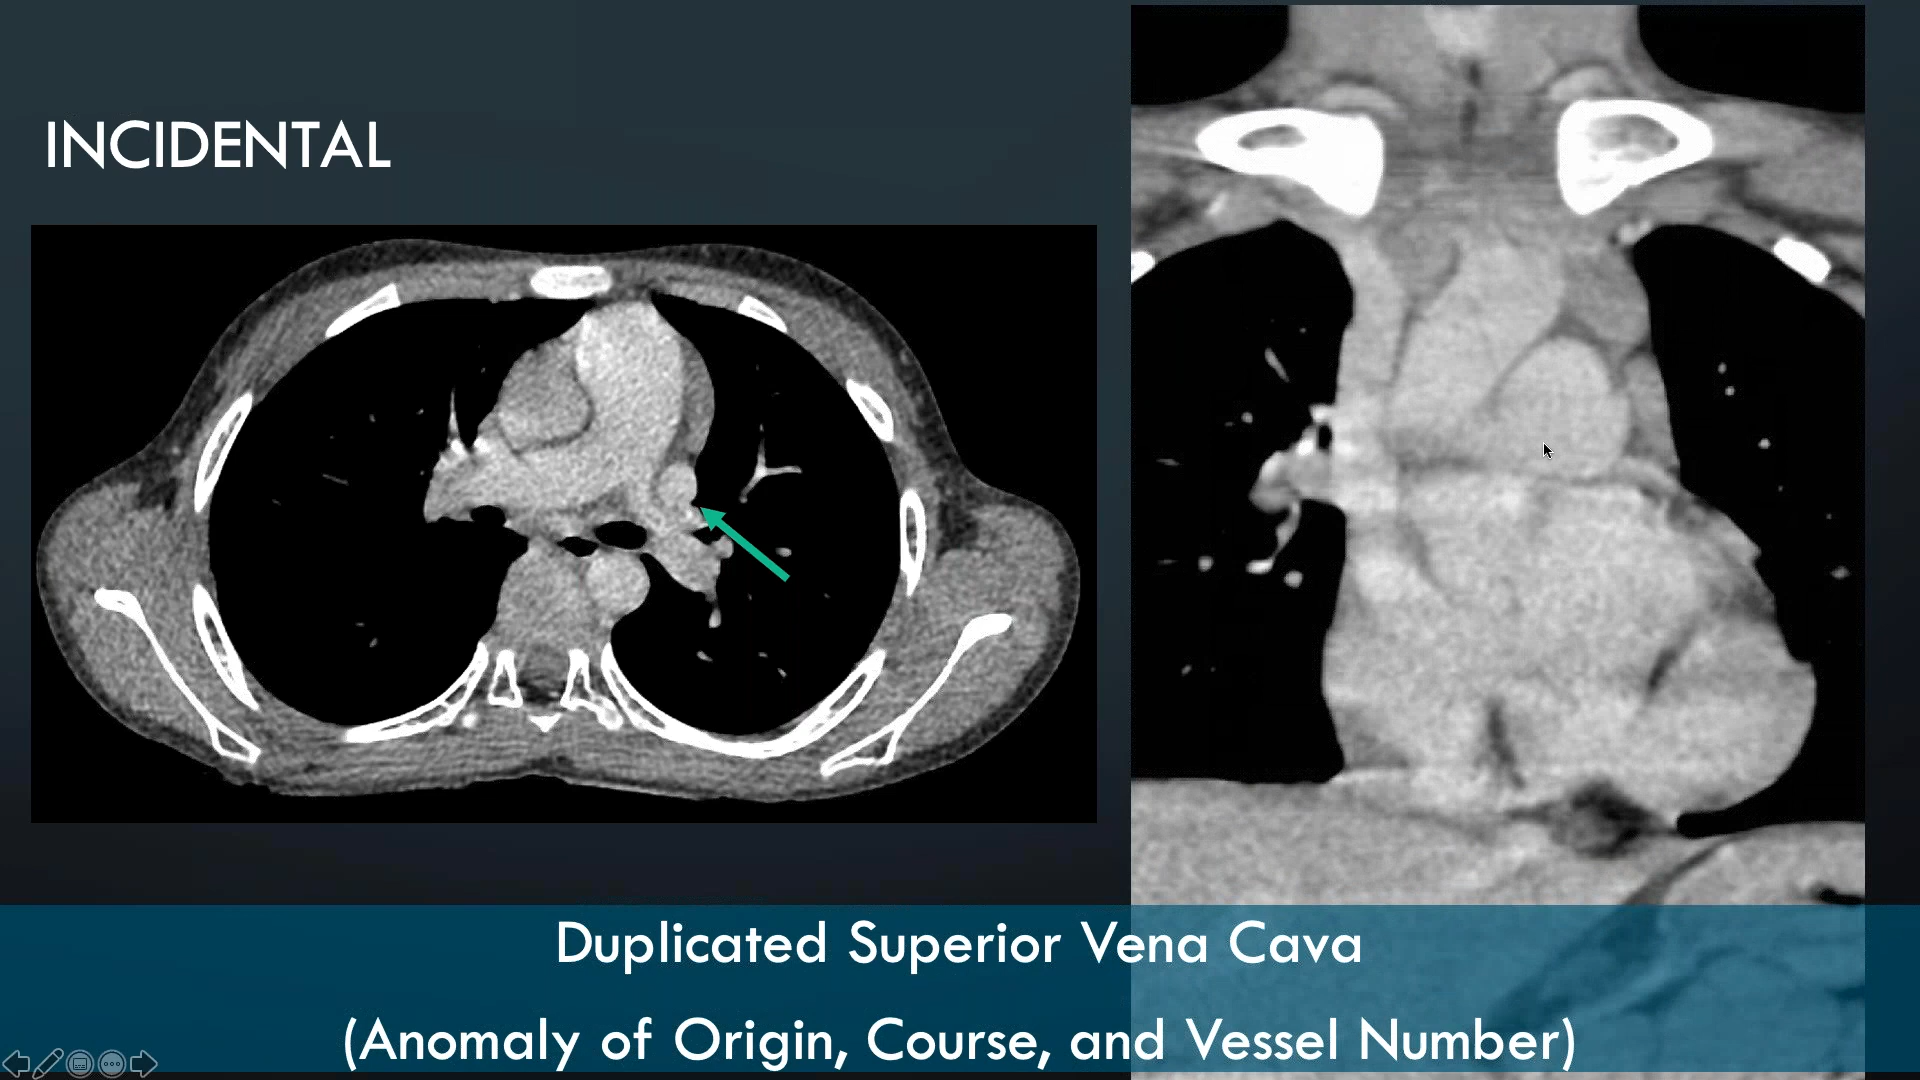 INCIDENTAL
Duplicated Superior Vena Cava
(Anomaly of Origin, Course, and Vessel Number)